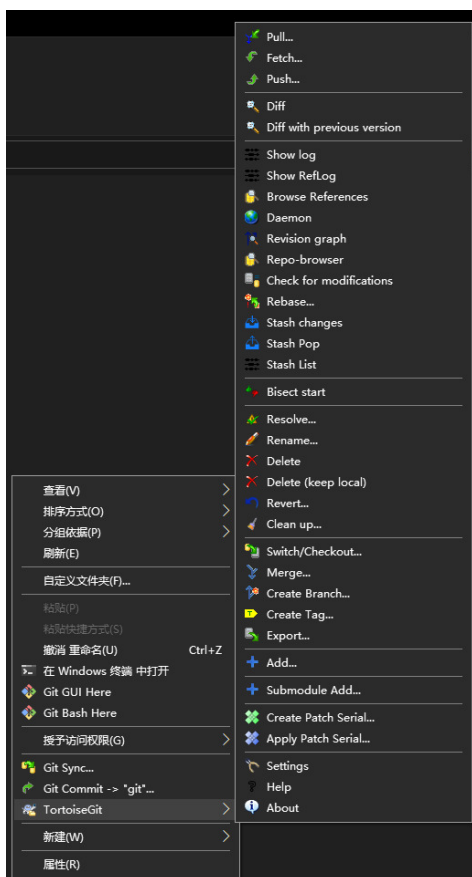 Pull...
Fetch...
Push...
Diff
Diff with previous version
Show log
Show RefLog
Browse References
Daemon
Revision graph
Repo-browser
Check for modifications
Rebase...
Stash changes
Stash Pop
Stash List
Bisect start
Resolve...
Rename...
Delete
Delete (keep local)
Revert...
Clean up...
Switch/Checkout...
Merge...
Create Branch...
Create Tag...
Export...
Add...
Submodule Add...
Create Patch Serial...
Apply Patch Serial...
Settings
Help
About
查看(V)
排序方式(O)
分组依据(P)
刷新(E)
自定义文件夹(F)...
粘贴(P)
粘贴快捷方式(S)
撤消 重命名(U) Ctrl+Z
在 Windows 终端 中打开
Git GUI Here
Git Bash Here
授予访问权限(G)
Git Sync...
Git Commit -> "git"...
TortoiseGit
新建(W)
属性(R)